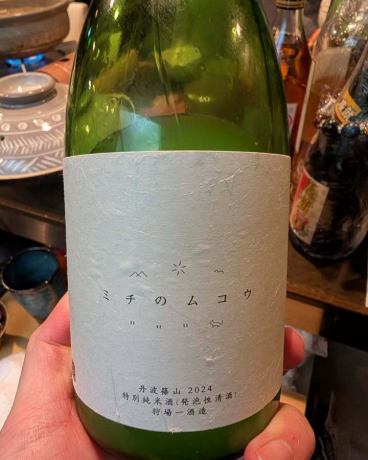 ミチのムコウ
丹波篠山 2024
特別純米酒[発泡性清酒]
狩場一酒造